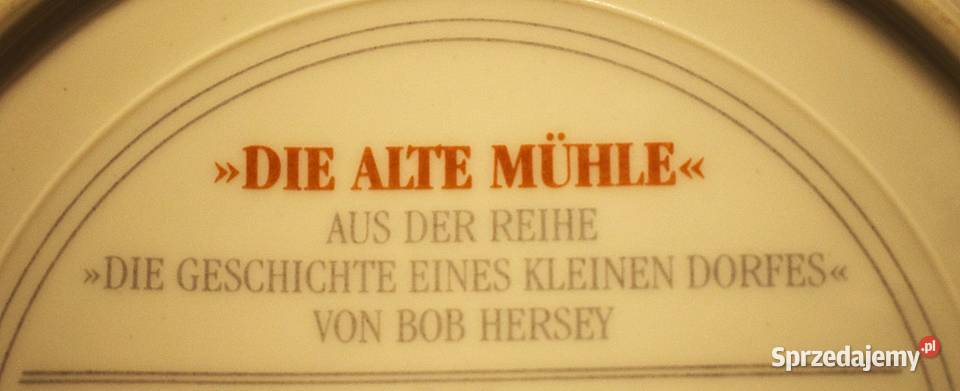 »DIE ALTE MÜHLE«
AUS DER REIHE
»DIE GESCHICHTE EINES KLEINEN DORFES«
VON BOB HERSEY
Sprzedajemy.pl